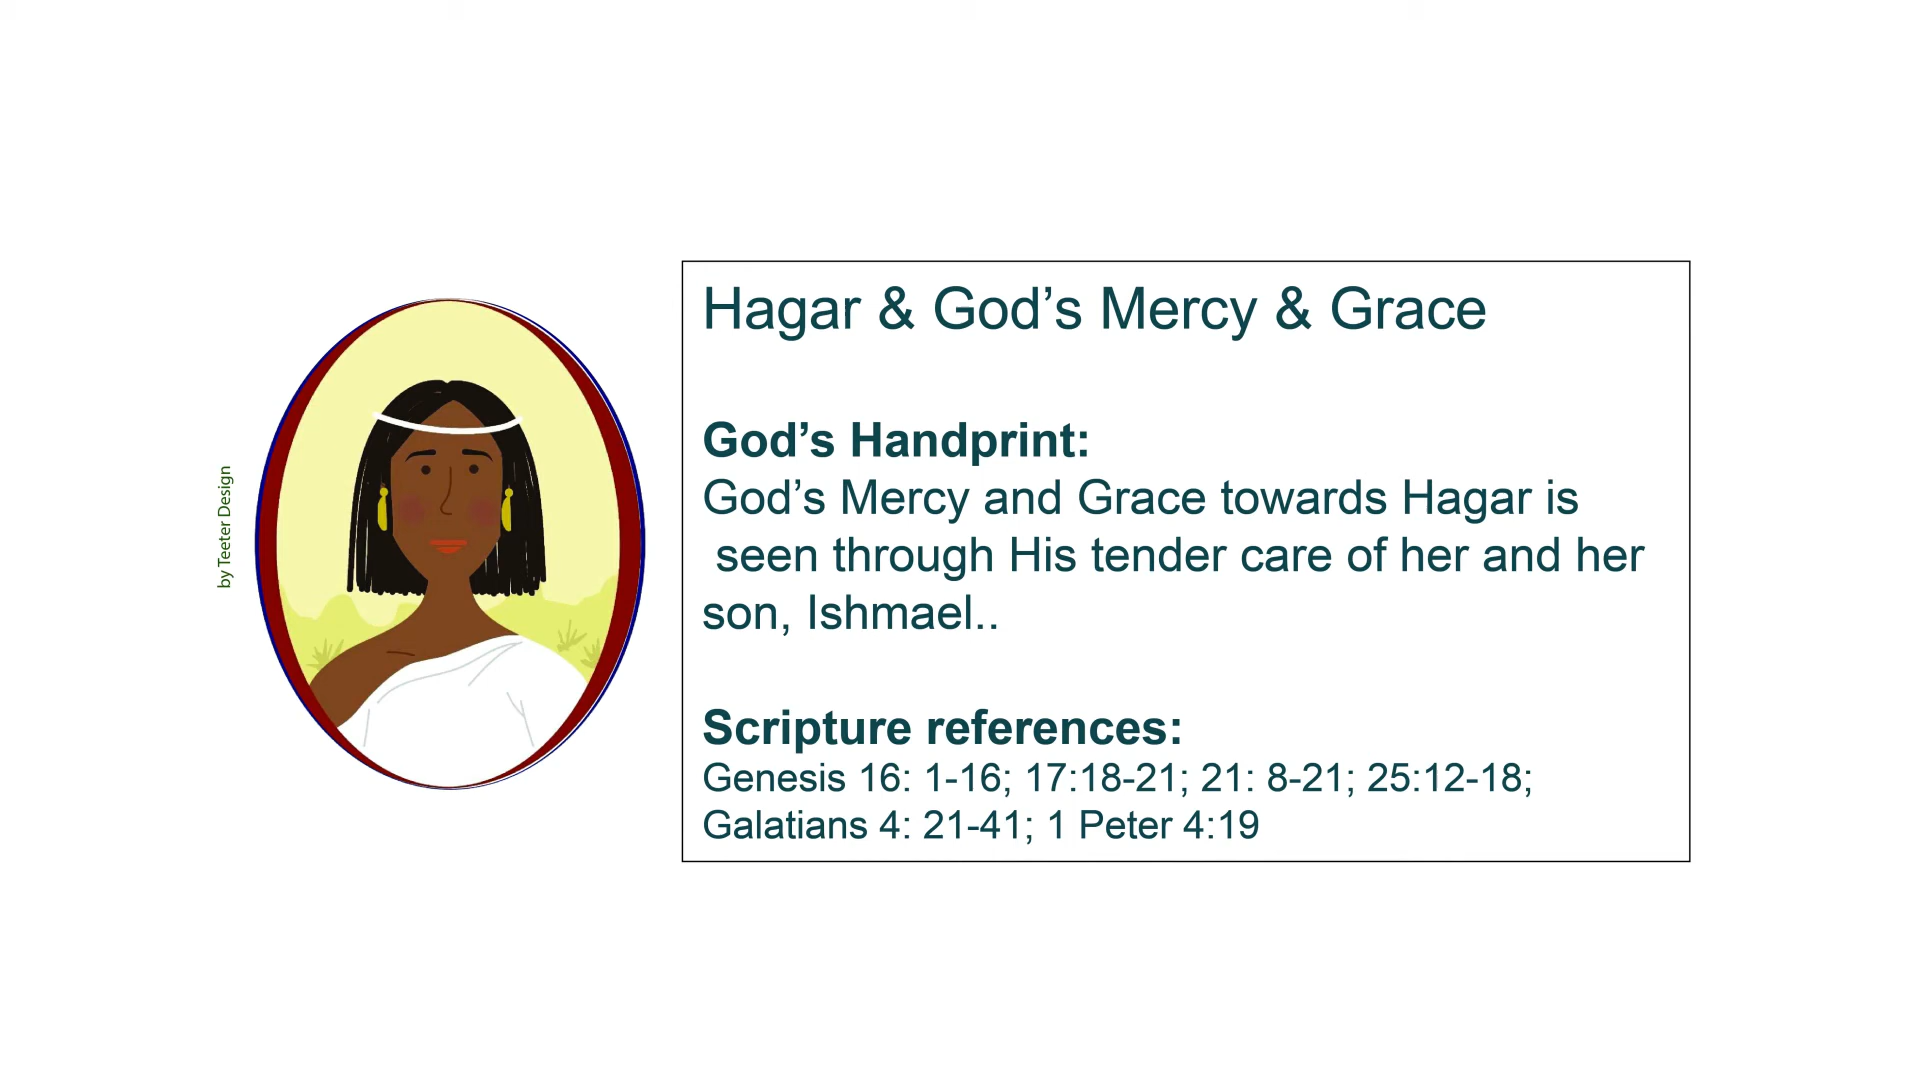 by Teeter Design
Hagar & God’s Mercy & Grace
God’s Handprint:
God’s Mercy and Grace towards Hagar is
seen through His tender care of her and her
son, Ishmael..
Scripture references:
Genesis 16: 1-16; 17:18-21; 21: 8-21; 25:12-18;
Galatians 4: 21-41; 1 Peter 4:19